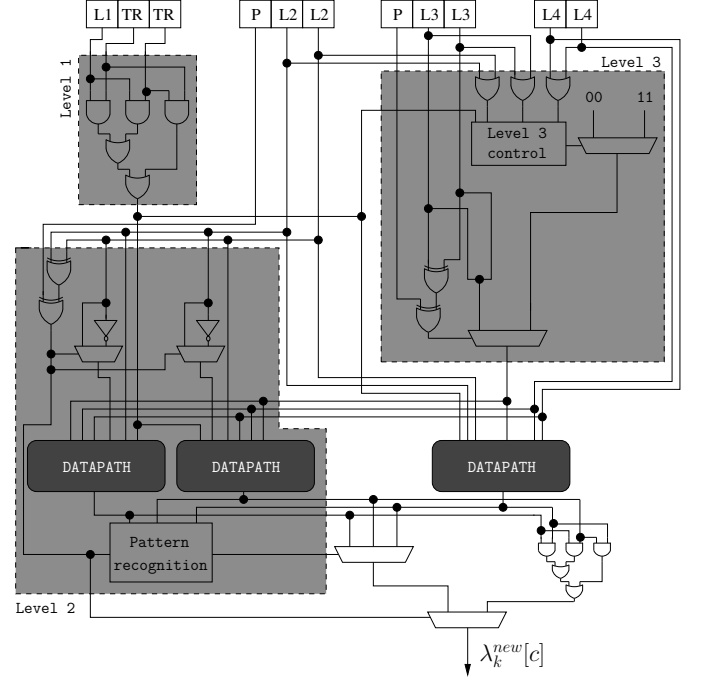 L1 TR TR P L2 L2 P L3 L3 L4 L4
Level 1
Level 3
00 11
Level 3
control
DATAPATH DATAPATH DATAPATH
Pattern
recognition
Level 2
λ_k^{new}[c]